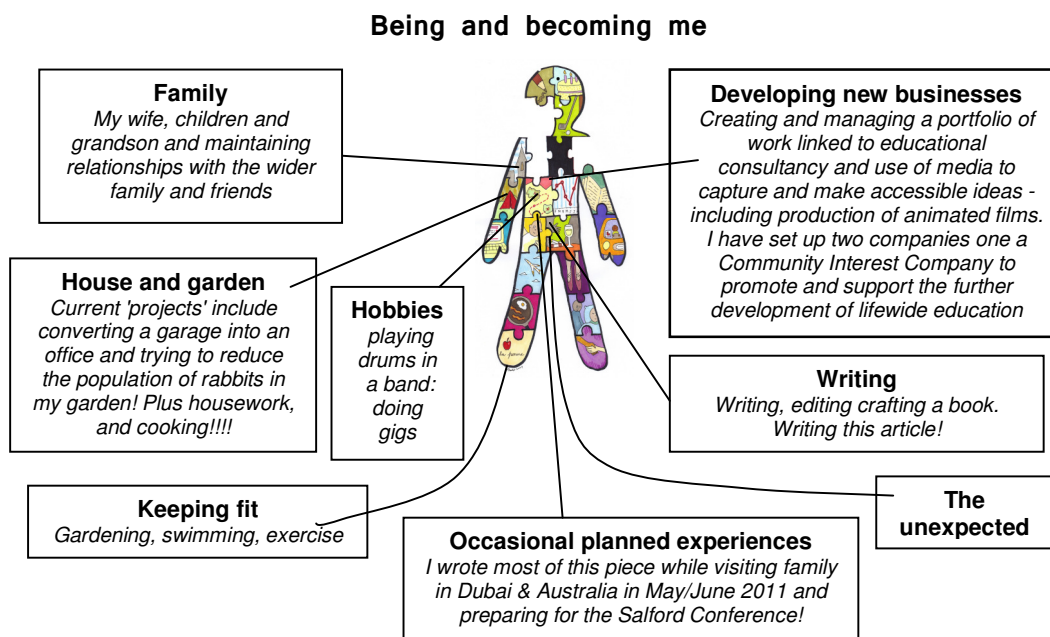 Being and becoming me
Family
My wife, children and
grandson and maintaining
relationships with the wider
family and friends
Developing new businesses
Creating and managing a portfolio of
work linked to educational
consultancy and use of media to
capture and make accessible ideas -
including production of animated films.
I have set up two companies one a
Community Interest Company to
promote and support the further
development of lifewide education
House and garden
Current 'projects' include
converting a garage into an
office and trying to reduce
the population of rabbits in
my garden! Plus housework,
and cooking!!!!
Hobbies
playing
drums in
a band:
doing
gigs
Writing
Writing, editing crafting a book.
Writing this article!
Keeping fit
Gardening, swimming, exercise
Occasional planned experiences
I wrote most of this piece while visiting family
in Dubai & Australia in May/June 2011 and
preparing for the Salford Conference!
The
unexpected